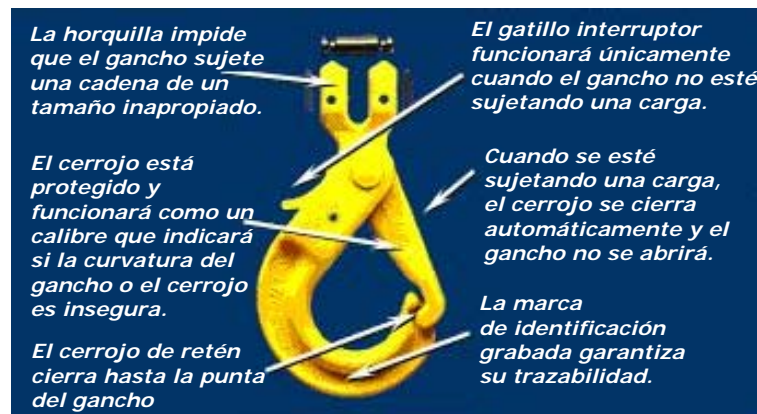 La horquilla impide
que el gancho sujete
una cadena de un
tamaño inapropiado.
El cerrojo está
protegido y
funcionará como un
calibre que indicará
si la curvatura del
gancho o el cerrojo
es insegura.
El cerrojo de retén
cierra hasta la punta
del gancho
El gatillo interruptor
funcionará únicamente
cuando el gancho no esté
sujetando una carga.
Cuando se esté
sujetando una carga,
el cerrojo se cierra
automáticamente y el
gancho no se abrirá.
La marca
de identificación
grabada garantiza
su trazabilidad.